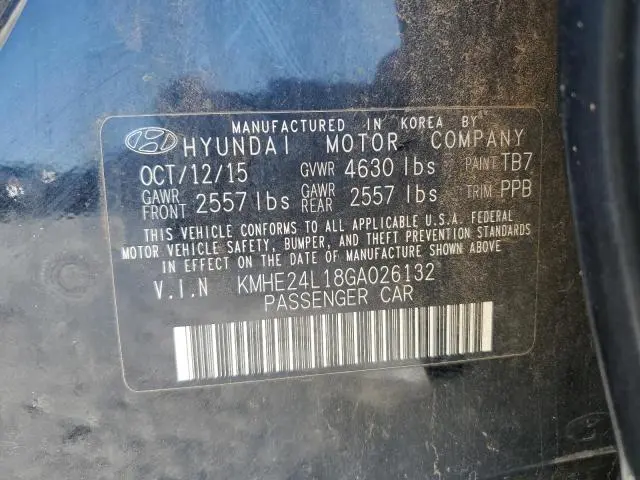 MANUFACTURED IN KOREA BY
HYUNDAI MOTOR COMPANY
OCT/12/15 GVWR 4630 lbs PAINT TB7
GAWR FRONT 2557 lbs GAWR REAR 2557 lbs TRIM PPB
THIS VEHICLE CONFORMS TO ALL APPLICABLE U.S.A. FEDERAL
MOTOR VEHICLE SAFETY, BUMPER, AND THEFT PREVENTION STANDARDS
IN EFFECT ON THE DATE OF MANUFACTURE SHOWN ABOVE.
V.I.N KMHE24L18GA026132
PASSENGER CAR